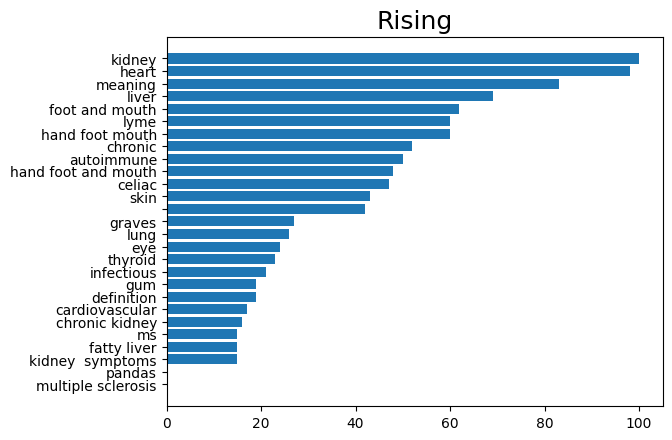 Rising
kidney
heart
meaning
liver
foot and mouth
lyme
hand foot mouth
chronic
autoimmune
hand foot and mouth
celiac
skin
graves
lung
eye
thyroid
infectious
gum
definition
cardiovascular
chronic kidney
ms
fatty liver
kidney  symptoms
pandas
multiple sclerosis
0 20 40 60 80 100